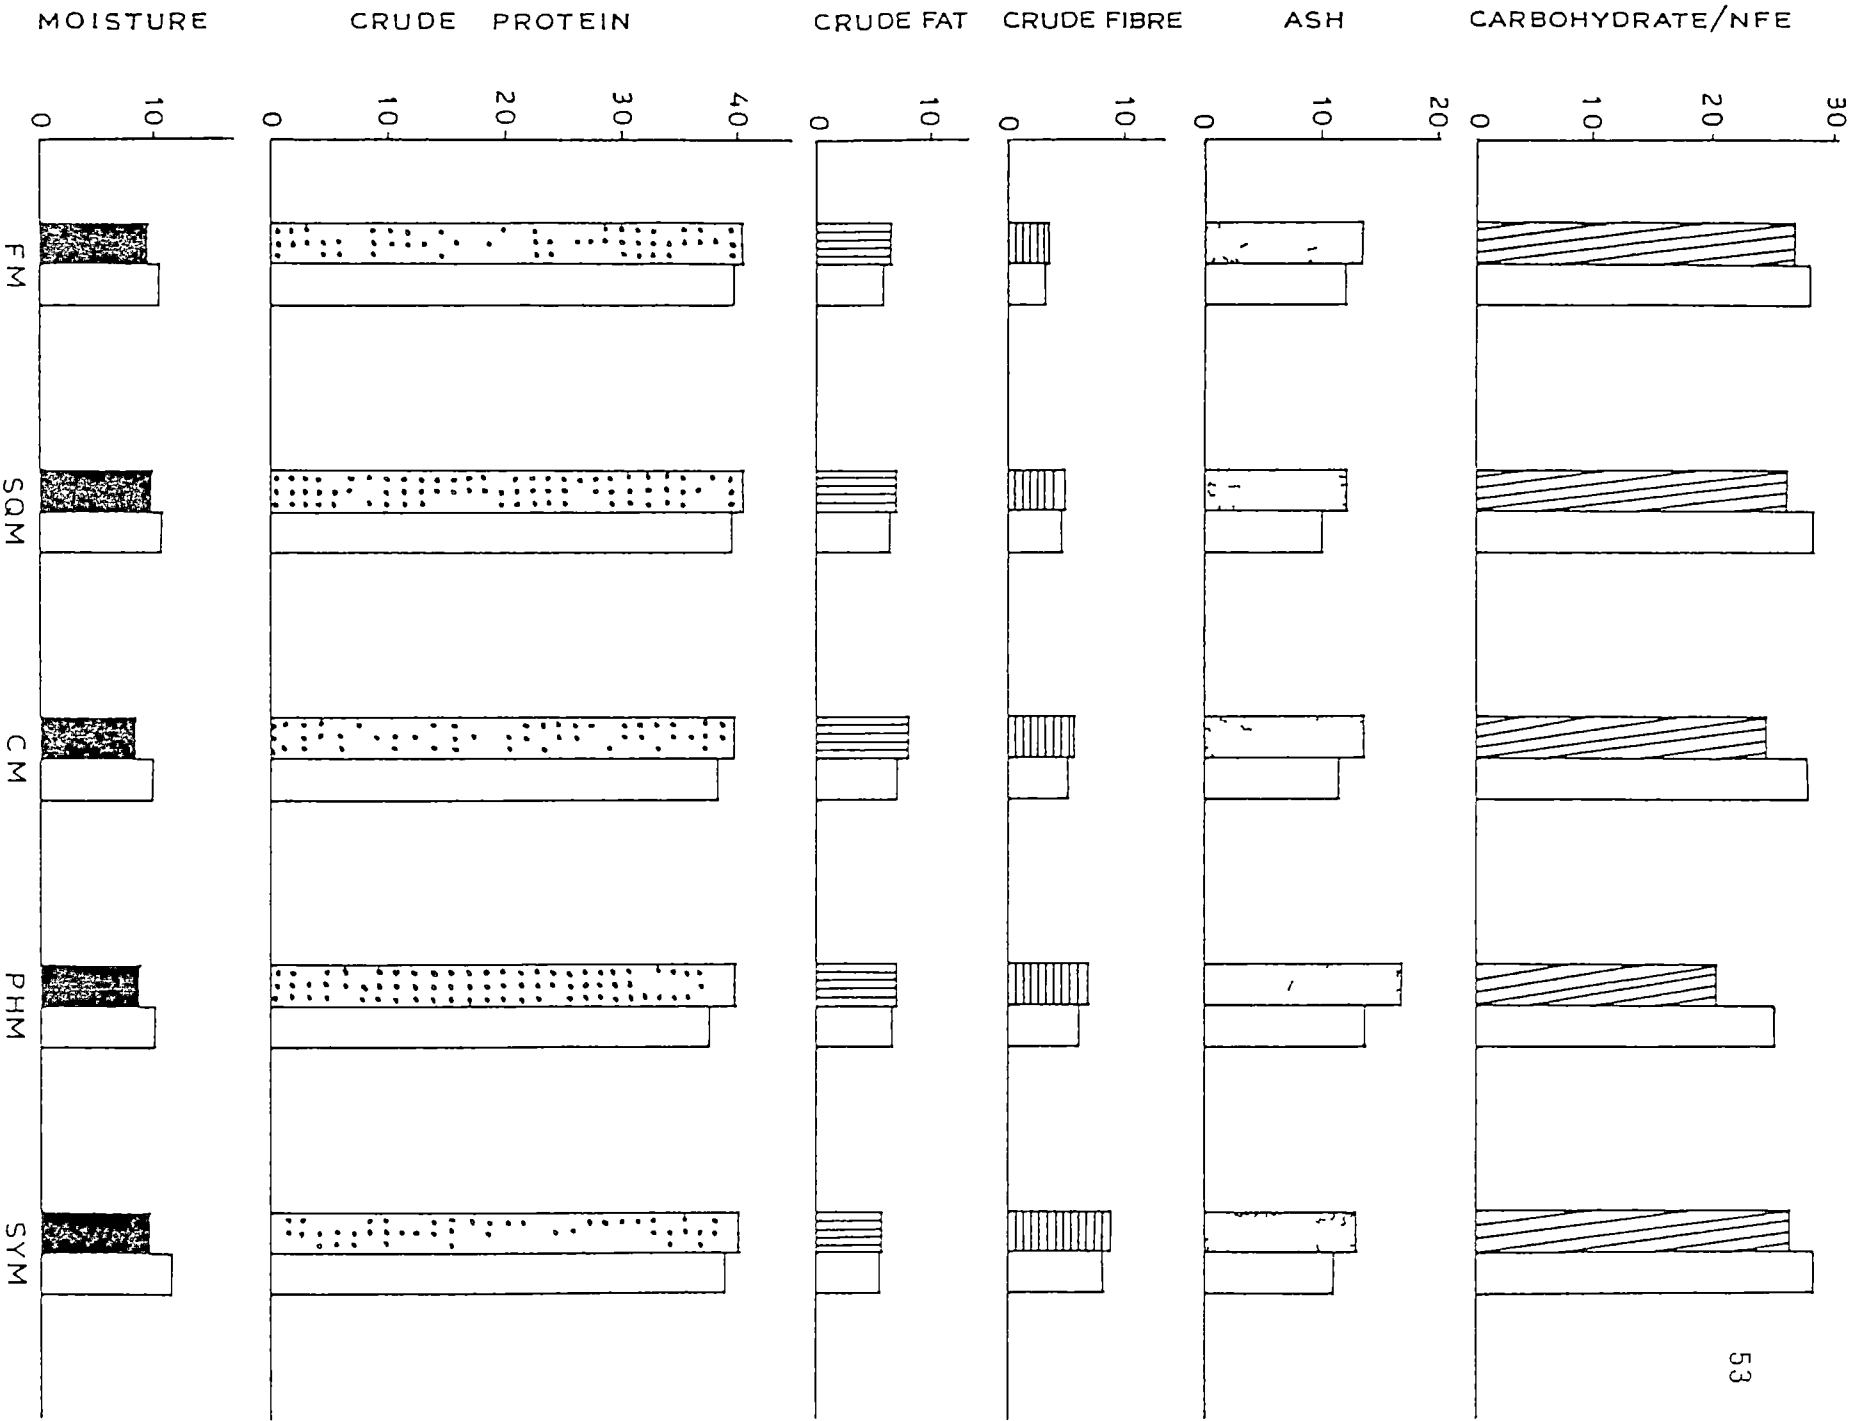 MOISTURE
CRUDE PROTEIN
CRUDE FAT
CRUDE FIBRE
ASH
CARBOHYDRATE/NFE
0 10
0 10 20 30 40
0 10
0 10
0 10 20
0 10 20 30
FM
SQM
CM
PHM
SYM
53